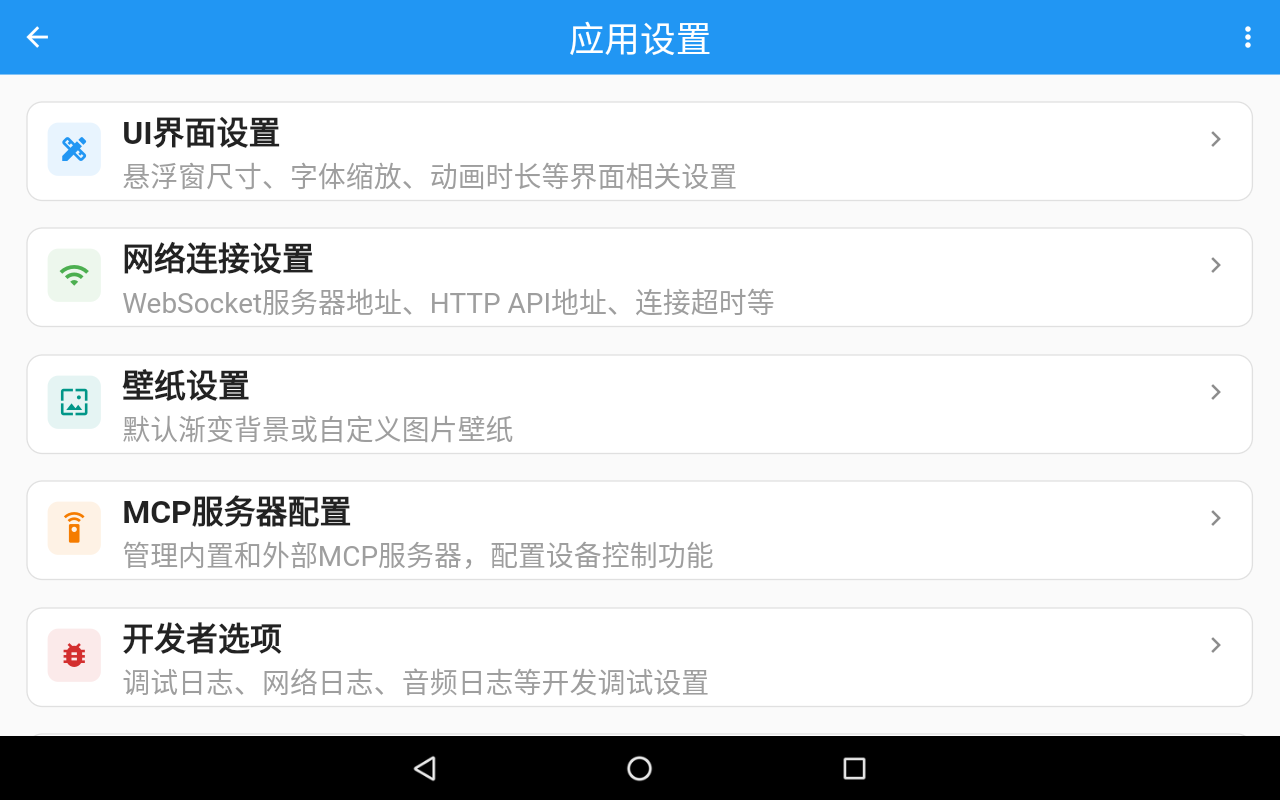 应用设置
UI界面设置
悬浮窗尺寸、字体缩放、动画时长等界面相关设置
网络连接设置
WebSocket服务器地址、HTTP API地址、连接超时等
壁纸设置
默认渐变背景或自定义图片壁纸
MCP服务器配置
管理内置和外部MCP服务器，配置设备控制功能
开发者选项
调试日志、网络日志、音频日志等开发调试设置